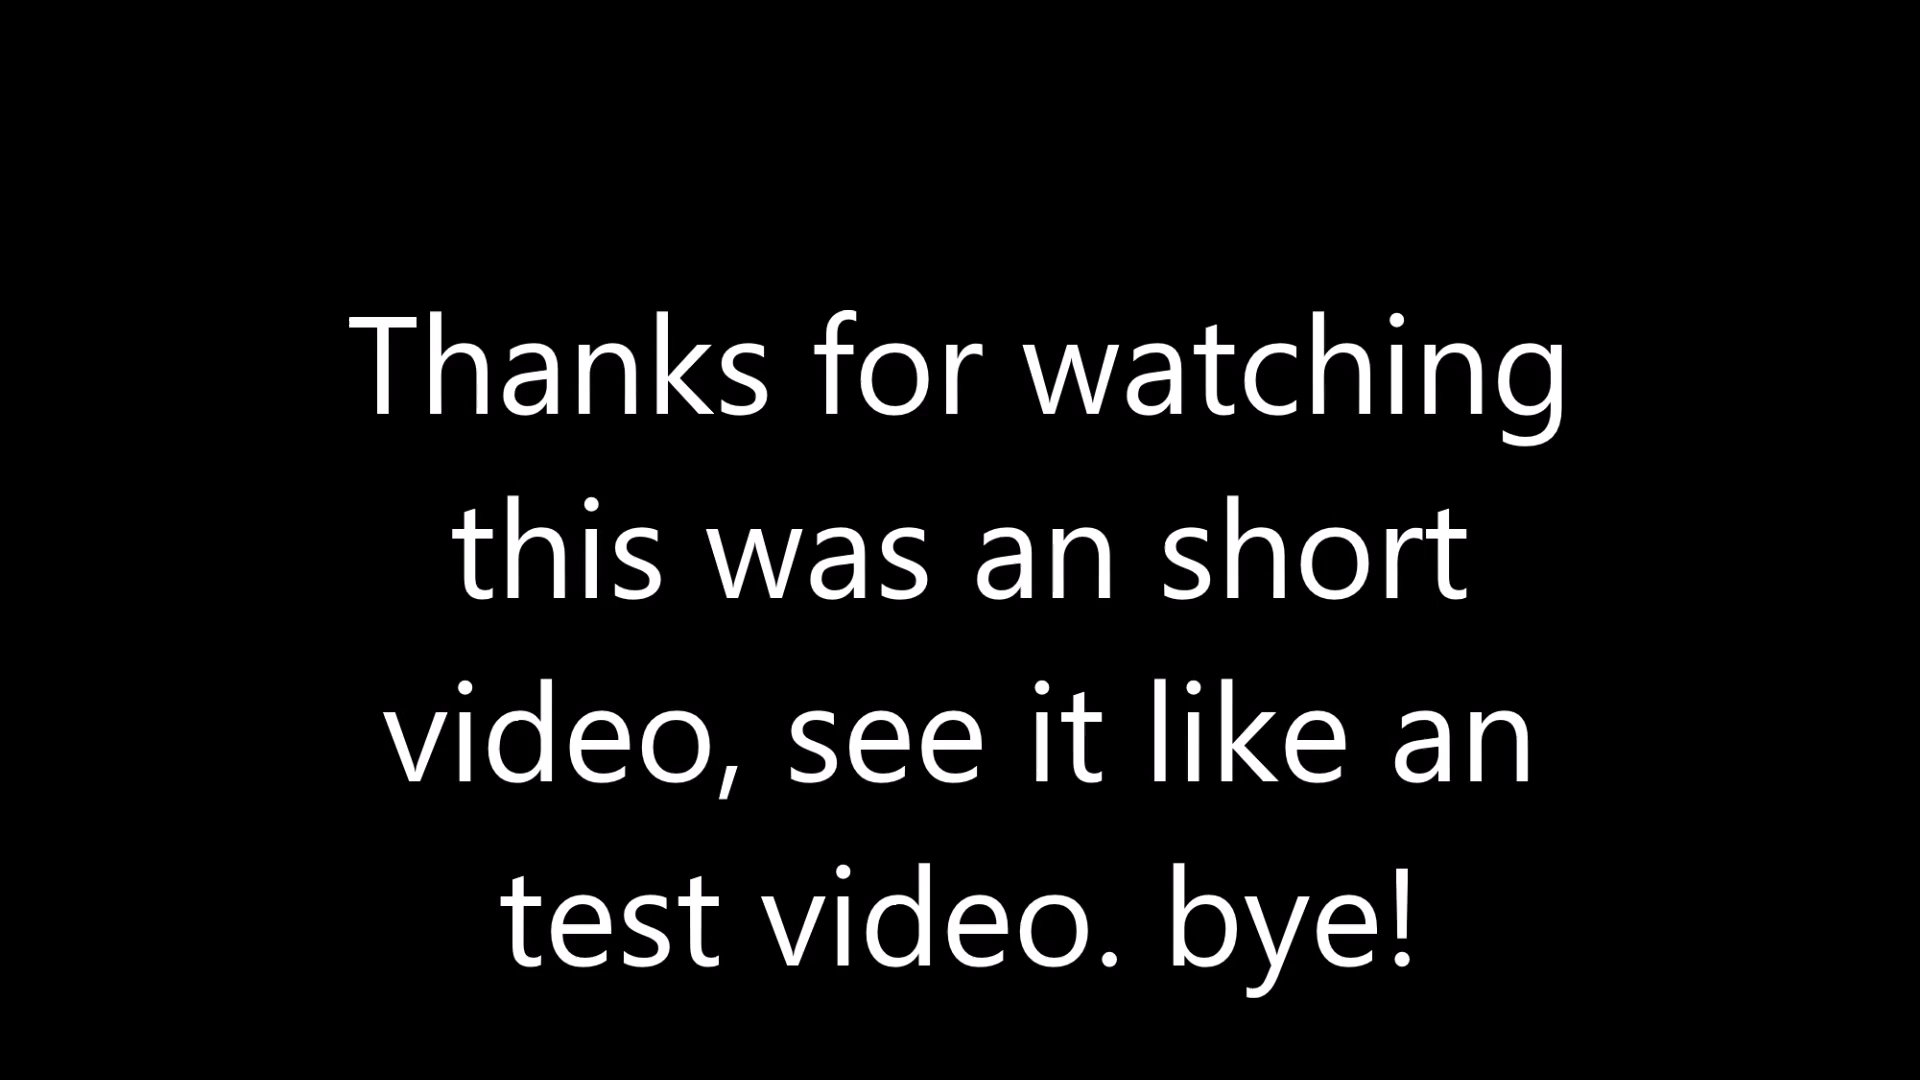 Thanks for watching
this was an short
video, see it like an
test video. bye!